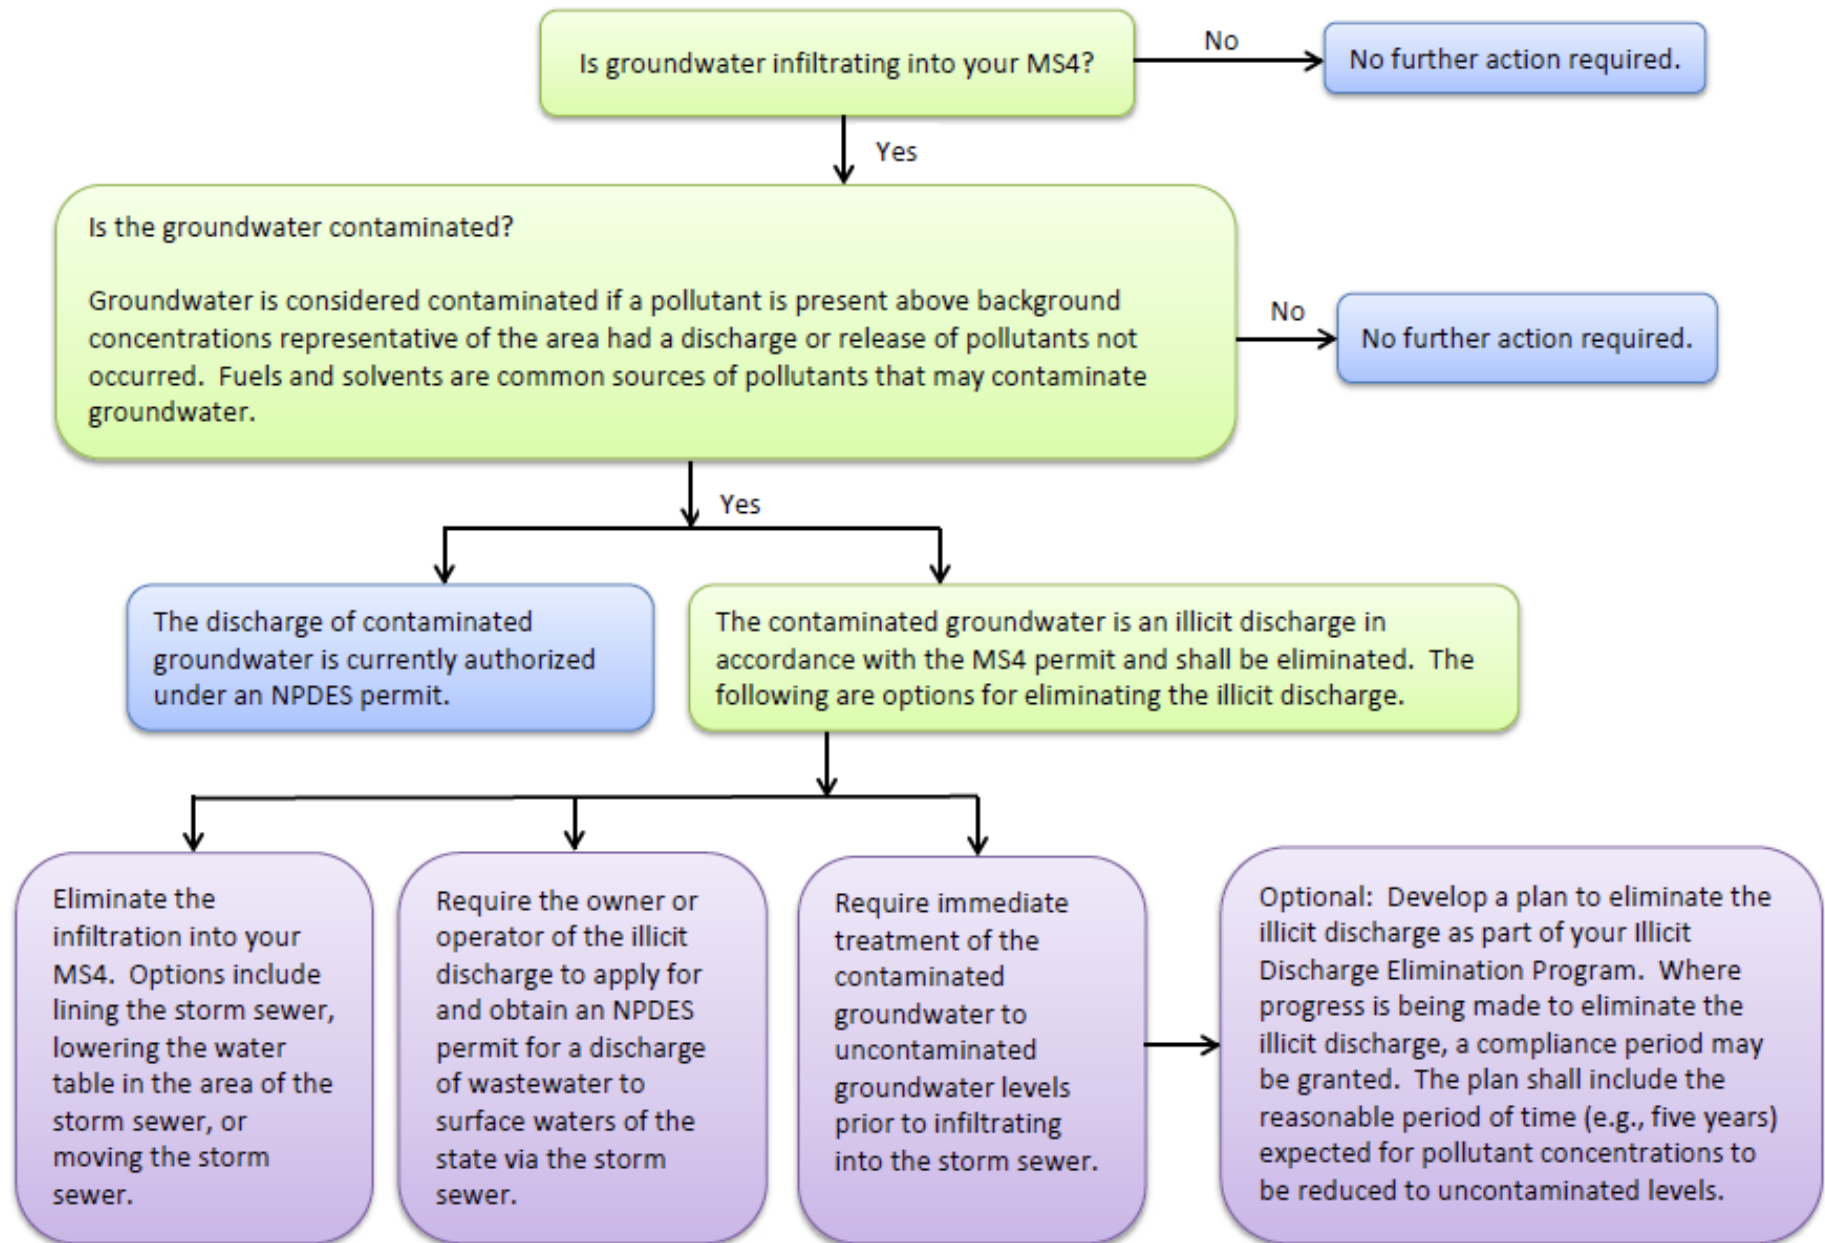 Is groundwater infiltrating into your MS4?
No
No further action required.
Yes
Is the groundwater contaminated?
Groundwater is considered contaminated if a pollutant is present above background
concentrations representative of the area had a discharge or release of pollutants not
occurred.  Fuels and solvents are common sources of pollutants that may contaminate
groundwater.
No
No further action required.
Yes
The discharge of contaminated
groundwater is currently authorized
under an NPDES permit.
The contaminated groundwater is an illicit discharge in
accordance with the MS4 permit and shall be eliminated.  The
following are options for eliminating the illicit discharge.
Eliminate the
infiltration into your
MS4.  Options include
lining the storm sewer,
lowering the water
table in the area of the
storm sewer, or
moving the storm
sewer.
Require the owner or
operator of the illicit
discharge to apply for
and obtain an NPDES
permit for a discharge
of wastewater to
surface waters of the
state via the storm
sewer.
Require immediate
treatment of the
contaminated
groundwater to
uncontaminated
groundwater levels
prior to infiltrating
into the storm sewer.
Optional:  Develop a plan to eliminate the
illicit discharge as part of your Illicit
Discharge Elimination Program.  Where
progress is being made to eliminate the
illicit discharge, a compliance period may
be granted.  The plan shall include the
reasonable period of time (e.g., five years)
expected for pollutant concentrations to
be reduced to uncontaminated levels.